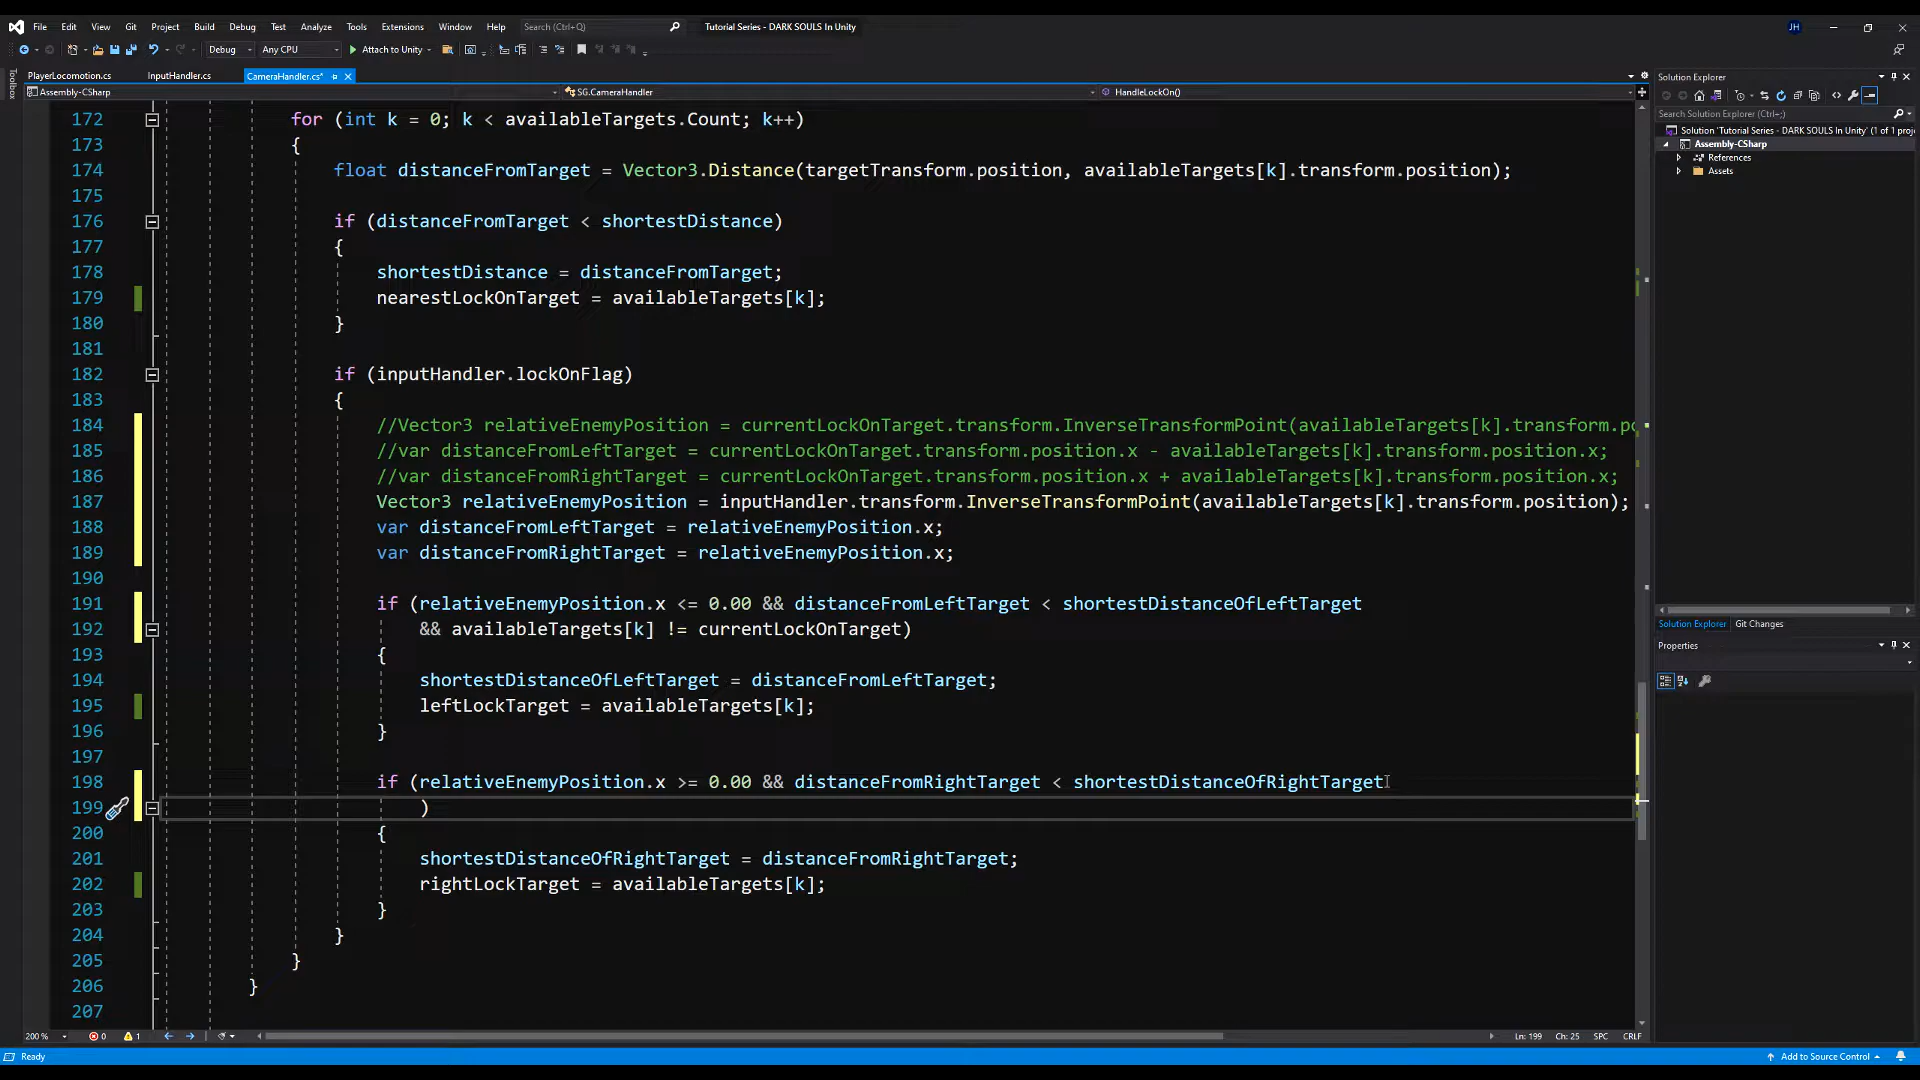 File Edit View Git Project Build Debug Test Analyze Tools Extensions Window Help Search (Ctrl+Q) Tutorial Series - DARK SOULS In Unity JH
Debug Any CPU Attach to Unity
Toolbox
PlayerLocomotion.cs InputHandler.cs CameraHandler.cs*
Assembly-CSharp SG.CameraHandler HandleLockOn()
172 for (int k = 0; k < availableTargets.Count; k++)
173 {
174 float distanceFromTarget = Vector3.Distance(targetTransform.position, availableTargets[k].transform.position);
175
176 if (distanceFromTarget < shortestDistance)
177 {
178 shortestDistance = distanceFromTarget;
179 nearestLockOnTarget = availableTargets[k];
180 }
181
182 if (inputHandler.lockOnFlag)
183 {
184 //Vector3 relativeEnemyPosition = currentLockOnTarget.transform.InverseTransformPoint(availableTargets[k].transform.po
185 //var distanceFromLeftTarget = currentLockOnTarget.transform.position.x - availableTargets[k].transform.position.x;
186 //var distanceFromRightTarget = currentLockOnTarget.transform.position.x + availableTargets[k].transform.position.x;
187 Vector3 relativeEnemyPosition = inputHandler.transform.InverseTransformPoint(availableTargets[k].transform.position);
188 var distanceFromLeftTarget = relativeEnemyPosition.x;
189 var distanceFromRightTarget = relativeEnemyPosition.x;
190
191 if (relativeEnemyPosition.x <= 0.00 && distanceFromLeftTarget < shortestDistanceOfLeftTarget
192 && availableTargets[k] != currentLockOnTarget)
193 {
194 shortestDistanceOfLeftTarget = distanceFromLeftTarget;
195 leftLockTarget = availableTargets[k];
196 }
197
198 if (relativeEnemyPosition.x >= 0.00 && distanceFromRightTarget < shortestDistanceOfRightTarget
199 )
200 {
201 shortestDistanceOfRightTarget = distanceFromRightTarget;
202 rightLockTarget = availableTargets[k];
203 }
204 }
205 }
206 }
207
200 % 0 1 Ln: 199 Ch: 25 SPC CRLF
Ready Add to Source Control
Solution Explorer
Search Solution Explorer (Ctrl+;)
Solution 'Tutorial Series - DARK SOULS In Unity' (1 of 1 proj
Assembly-CSharp
References
Assets
Solution Explorer Git Changes
Properties